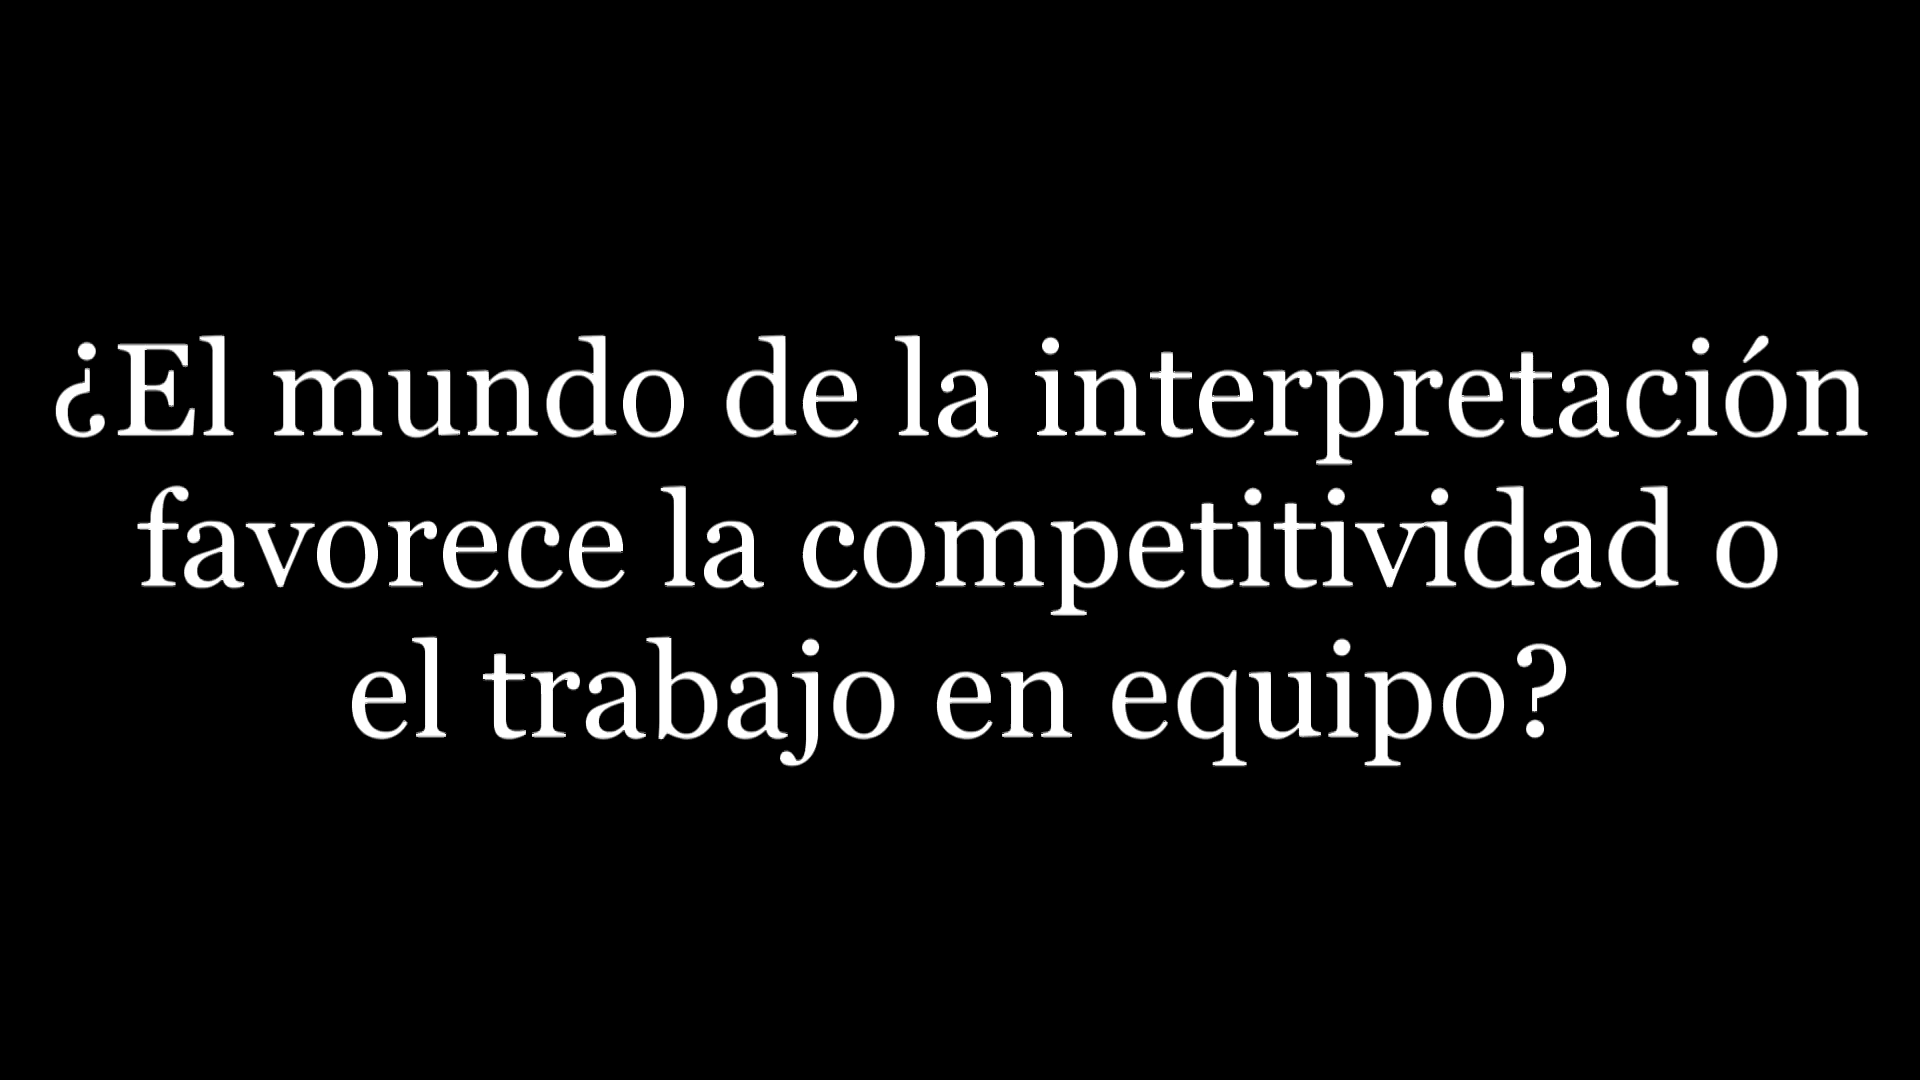 ¿El mundo de la interpretación
favorece la competitividad o
el trabajo en equipo?